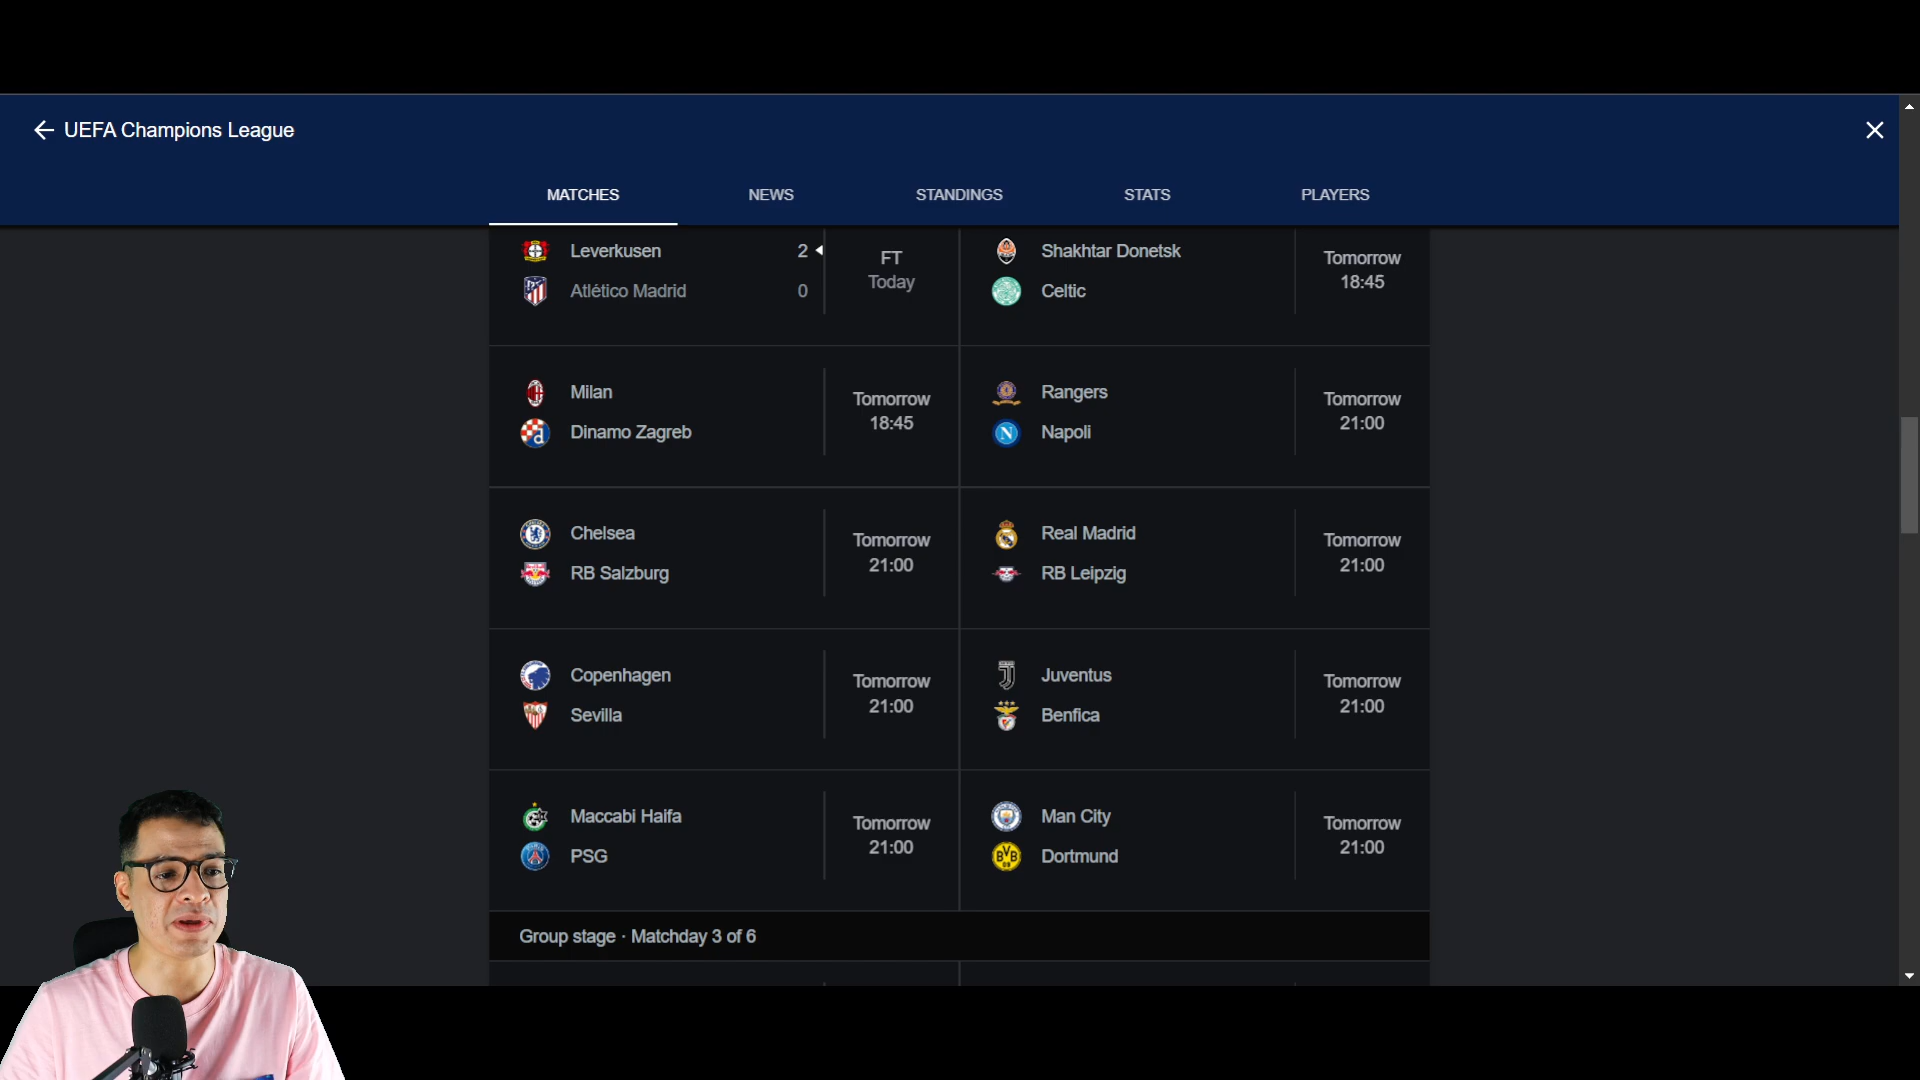 UEFA Champions League
MATCHES NEWS STANDINGS STATS PLAYERS
Leverkusen 2
Atlético Madrid 0
FT
Today
Shakhtar Donetsk
Celtic
Tomorrow
18:45
Milan
Dinamo Zagreb
Tomorrow
18:45
Rangers
Napoli
Tomorrow
21:00
Chelsea
RB Salzburg
Tomorrow
21:00
Real Madrid
RB Leipzig
Tomorrow
21:00
Copenhagen
Sevilla
Tomorrow
21:00
Juventus
Benfica
Tomorrow
21:00
Maccabi Haifa
PSG
Tomorrow
21:00
Man City
Dortmund
Tomorrow
21:00
Group stage · Matchday 3 of 6